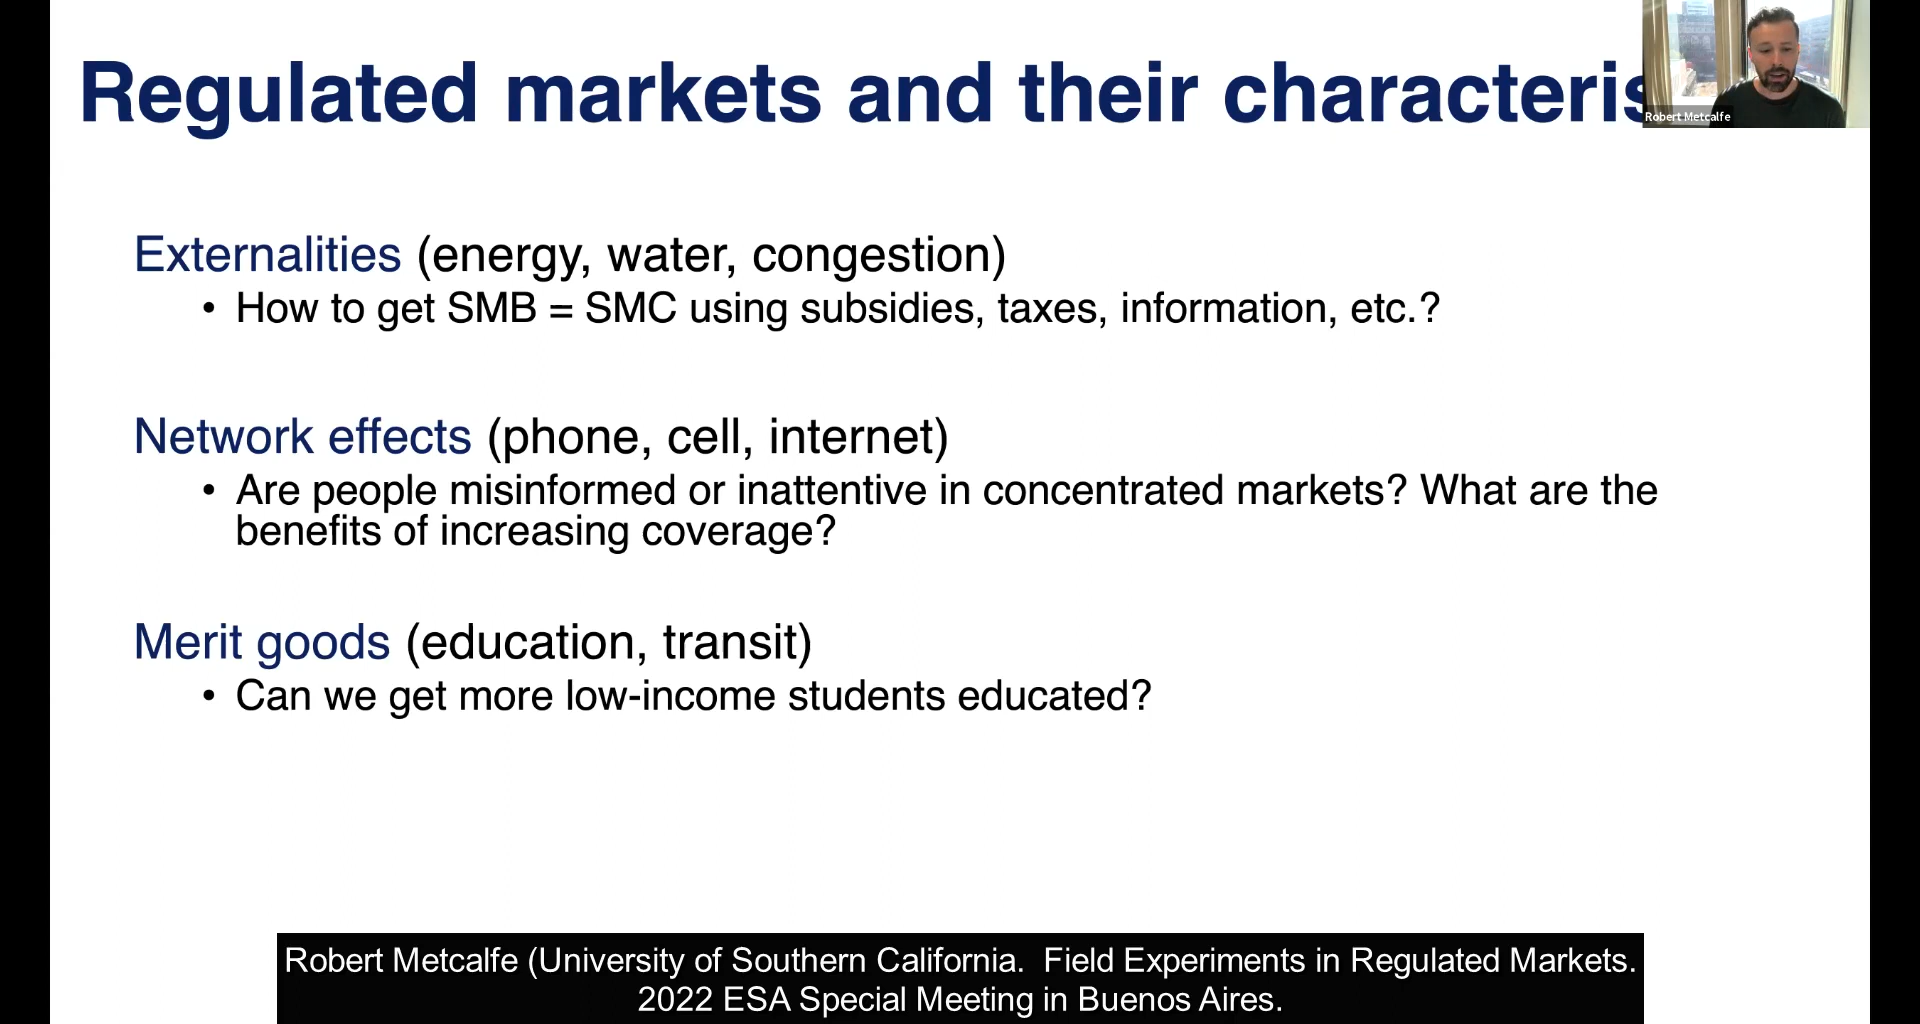 Regulated markets and their characteris
Robert Metcalfe
Externalities (energy, water, congestion)
• How to get SMB = SMC using subsidies, taxes, information, etc.?
Network effects (phone, cell, internet)
• Are people misinformed or inattentive in concentrated markets? What are the
benefits of increasing coverage?
Merit goods (education, transit)
• Can we get more low-income students educated?
Robert Metcalfe (University of Southern California.  Field Experiments in Regulated Markets.
2022 ESA Special Meeting in Buenos Aires.